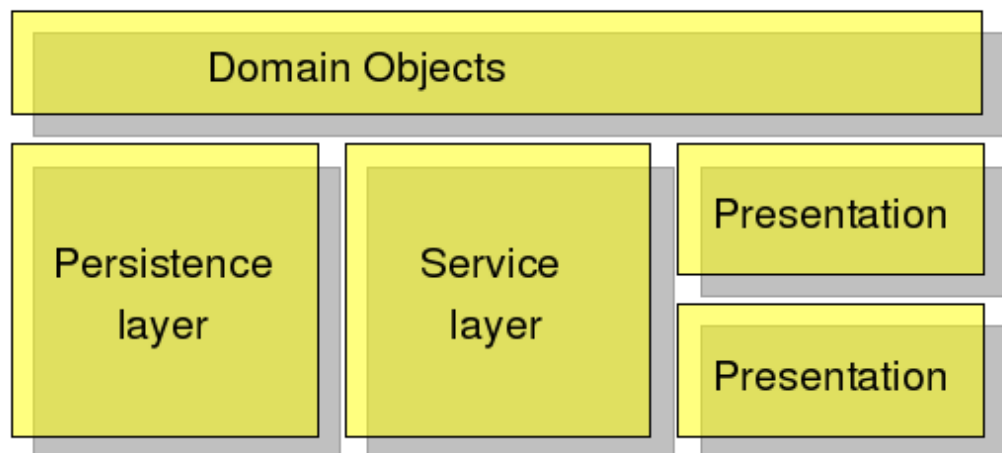 Domain Objects
Persistence
layer
Service
layer
Presentation
Presentation